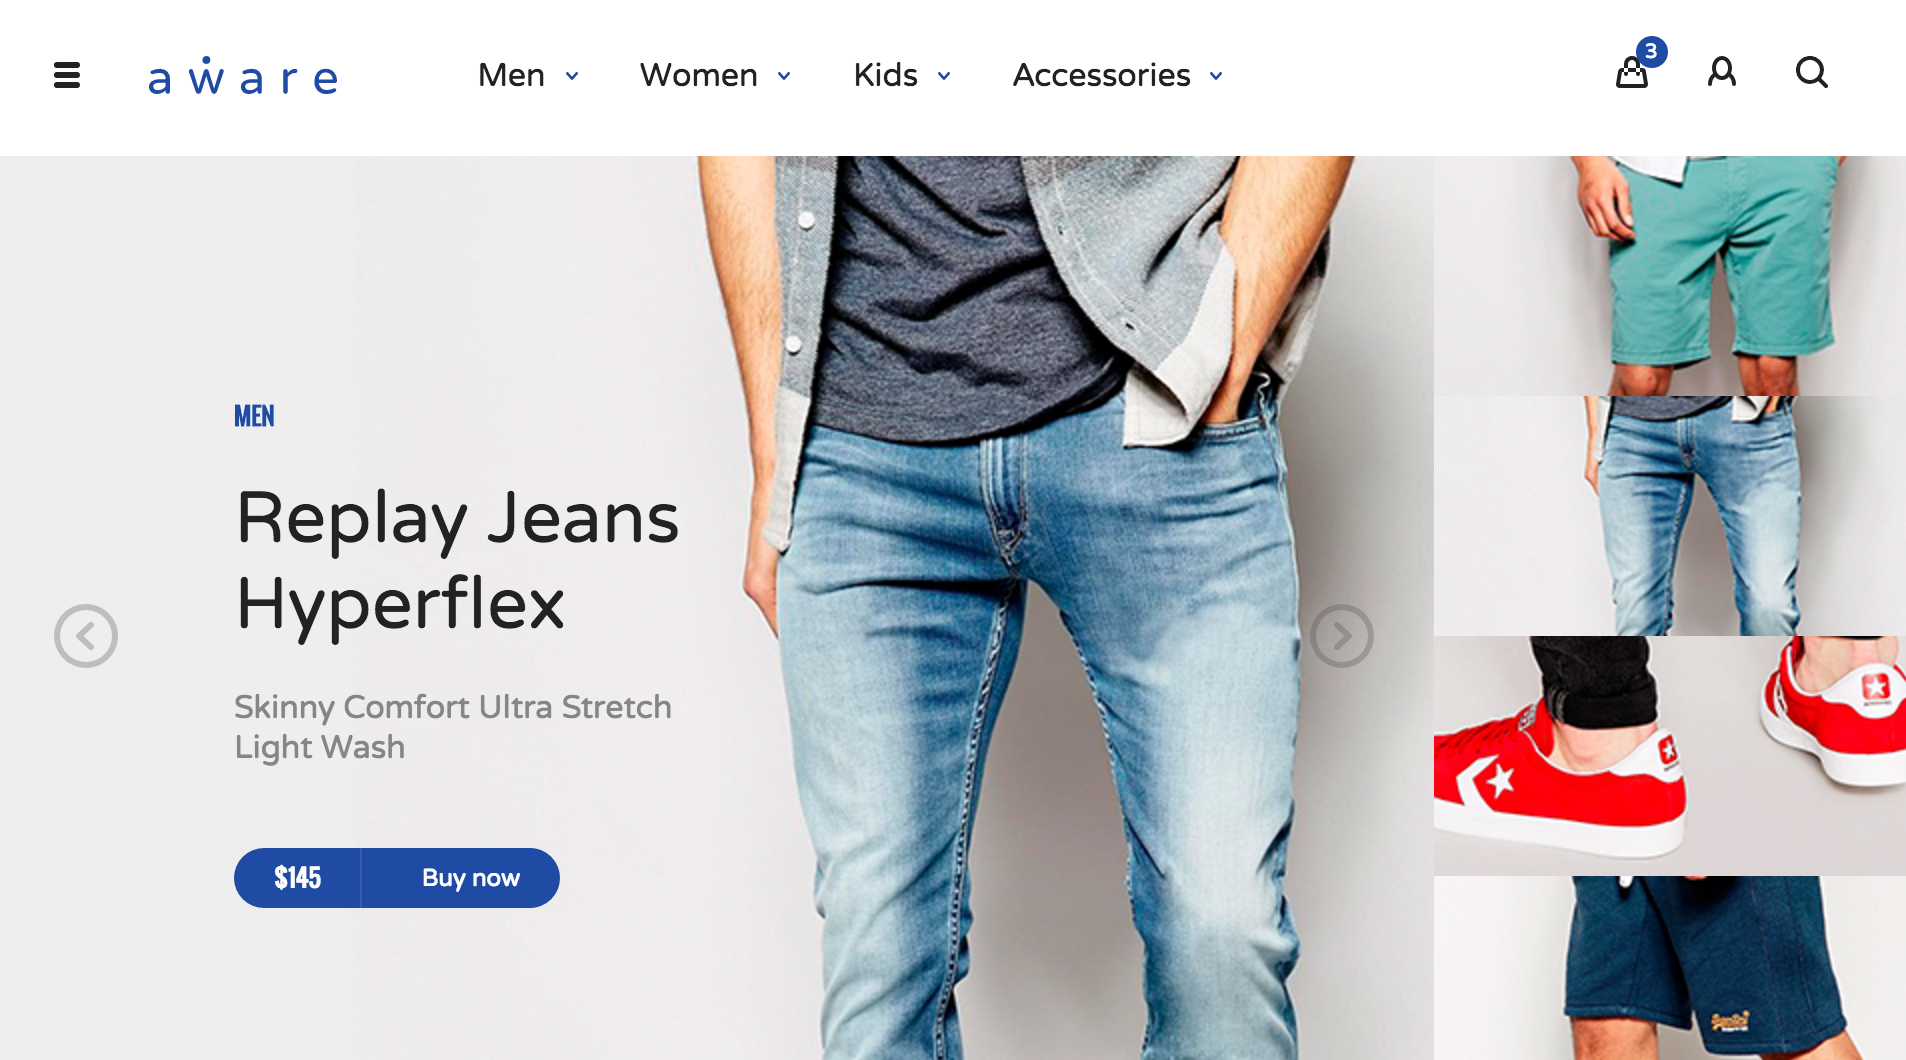 aware
Men
Women
Kids
Accessories
3
MEN
Replay Jeans
Hyperflex
Skinny Comfort Ultra Stretch
Light Wash
$145
Buy now